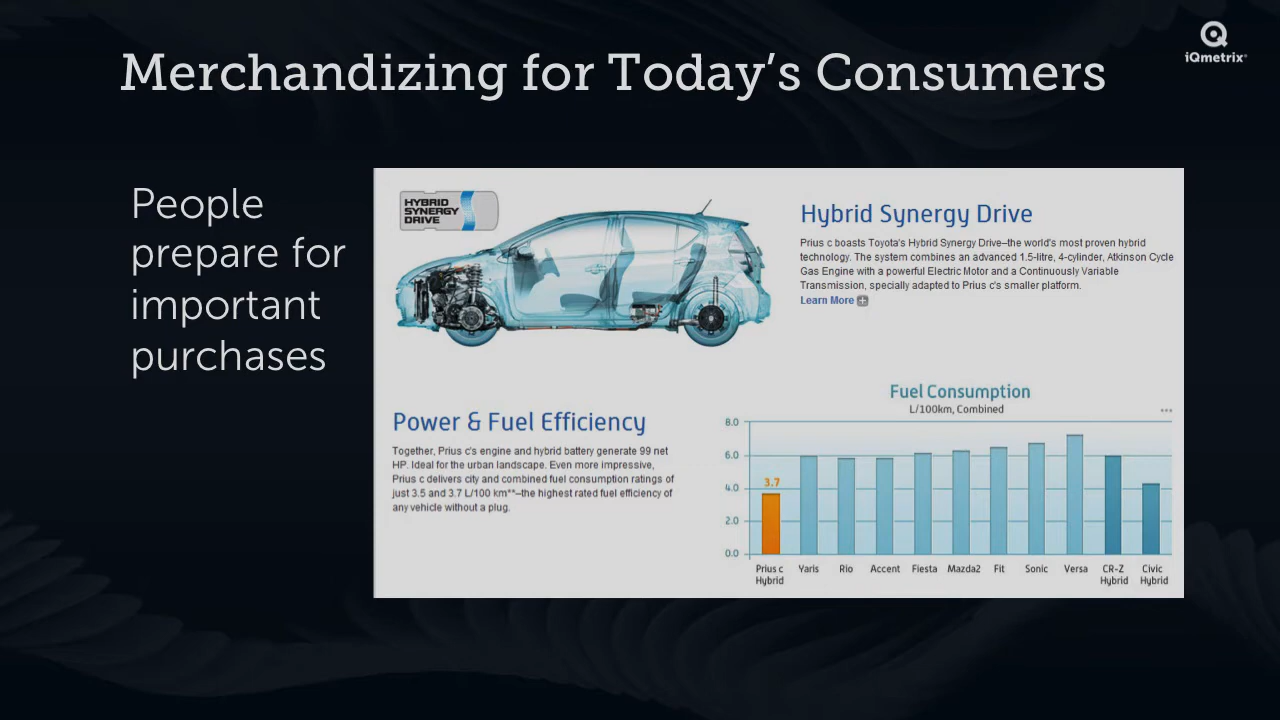 Merchandizing for Today's Consumers
iQmetrix
People
prepare for
important
purchases
HYBRID
SYNERGY
DRIVE
Hybrid Synergy Drive
Prius c boasts Toyota's Hybrid Synergy Drive–the world's most proven hybrid
technology. The system combines an advanced 1.5-litre, 4-cylinder, Atkinson Cycle
Gas Engine with a powerful Electric Motor and a Continuously Variable
Transmission, specially adapted to Prius c's smaller platform.
Learn More
Power & Fuel Efficiency
Together, Prius c's engine and hybrid battery generate 99 net
HP. Ideal for the urban landscape. Even more impressive,
Prius c delivers city and combined fuel consumption ratings of
just 3.5 and 3.7 L/100 km**–the highest rated fuel efficiency of
any vehicle without a plug.
Fuel Consumption
L/100km, Combined
8.0
6.0
4.0
2.0
0.0
3.7
Prius c Hybrid
Yaris
Rio
Accent
Fiesta
Mazda2
Fit
Sonic
Versa
CR-Z Hybrid
Civic Hybrid